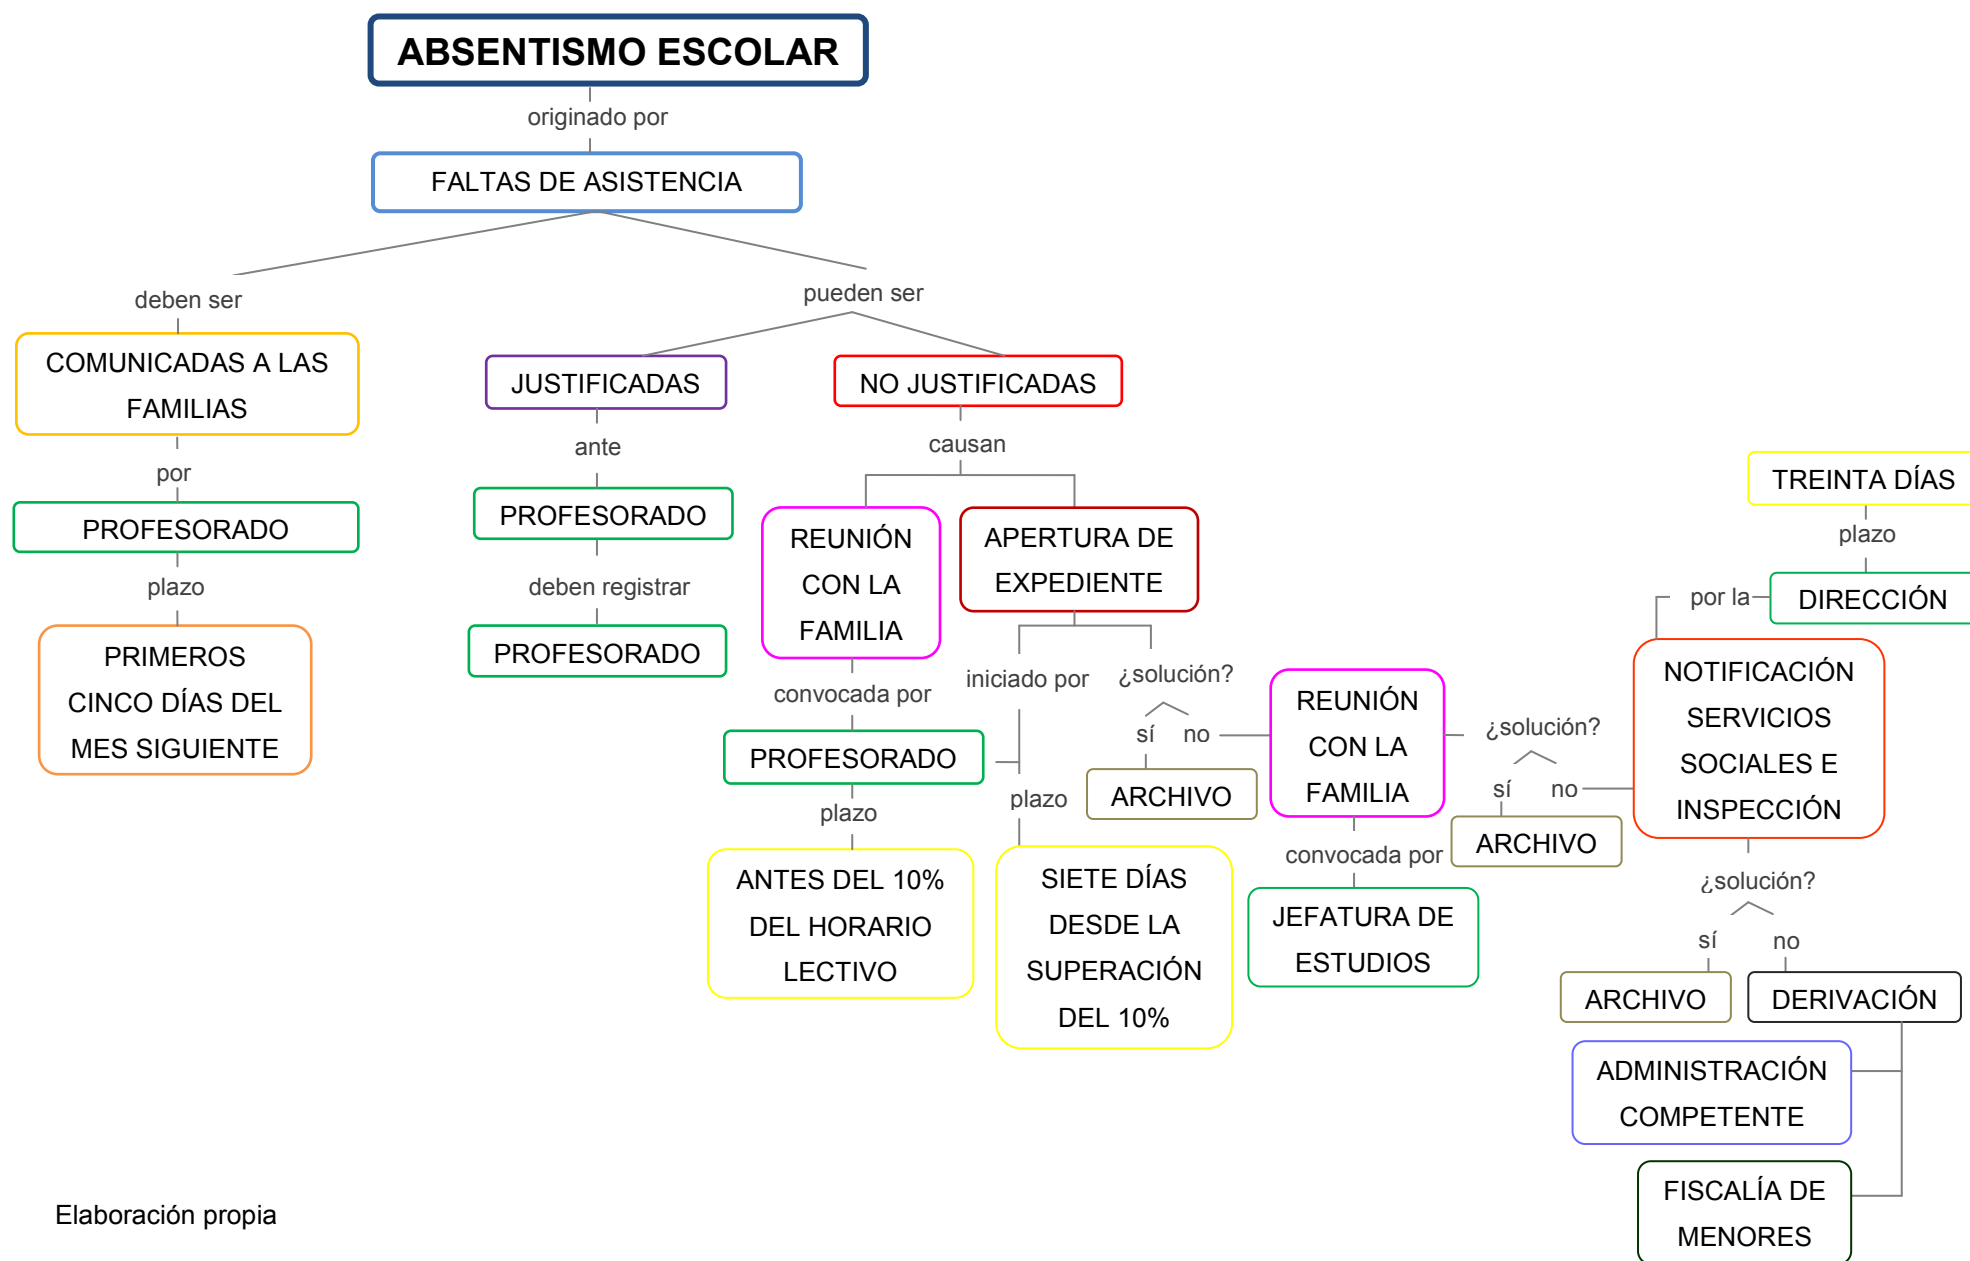 ABSENTISMO ESCOLAR
originado por
FALTAS DE ASISTENCIA
deben ser
COMUNICADAS A LAS
FAMILIAS
por
PROFESORADO
plazo
PRIMEROS
CINCO DÍAS DEL
MES SIGUIENTE
pueden ser
JUSTIFICADAS
ante
PROFESORADO
deben registrar
PROFESORADO
NO JUSTIFICADAS
causan
REUNIÓN
CON LA
FAMILIA
convocada por
PROFESORADO
plazo
ANTES DEL 10%
DEL HORARIO
LECTIVO
APERTURA DE
EXPEDIENTE
iniciado por
plazo
SIETE DÍAS
DESDE LA
SUPERACIÓN
DEL 10%
¿solución?
sí no
ARCHIVO
REUNIÓN
CON LA
FAMILIA
convocada por
JEFATURA DE
ESTUDIOS
¿solución?
sí no
ARCHIVO
TREINTA DÍAS
plazo
por la
DIRECCIÓN
NOTIFICACIÓN
SERVICIOS
SOCIALES E
INSPECCIÓN
¿solución?
sí no
ARCHIVO
DERIVACIÓN
ADMINISTRACIÓN
COMPETENTE
FISCALÍA DE
MENORES
Elaboración propia